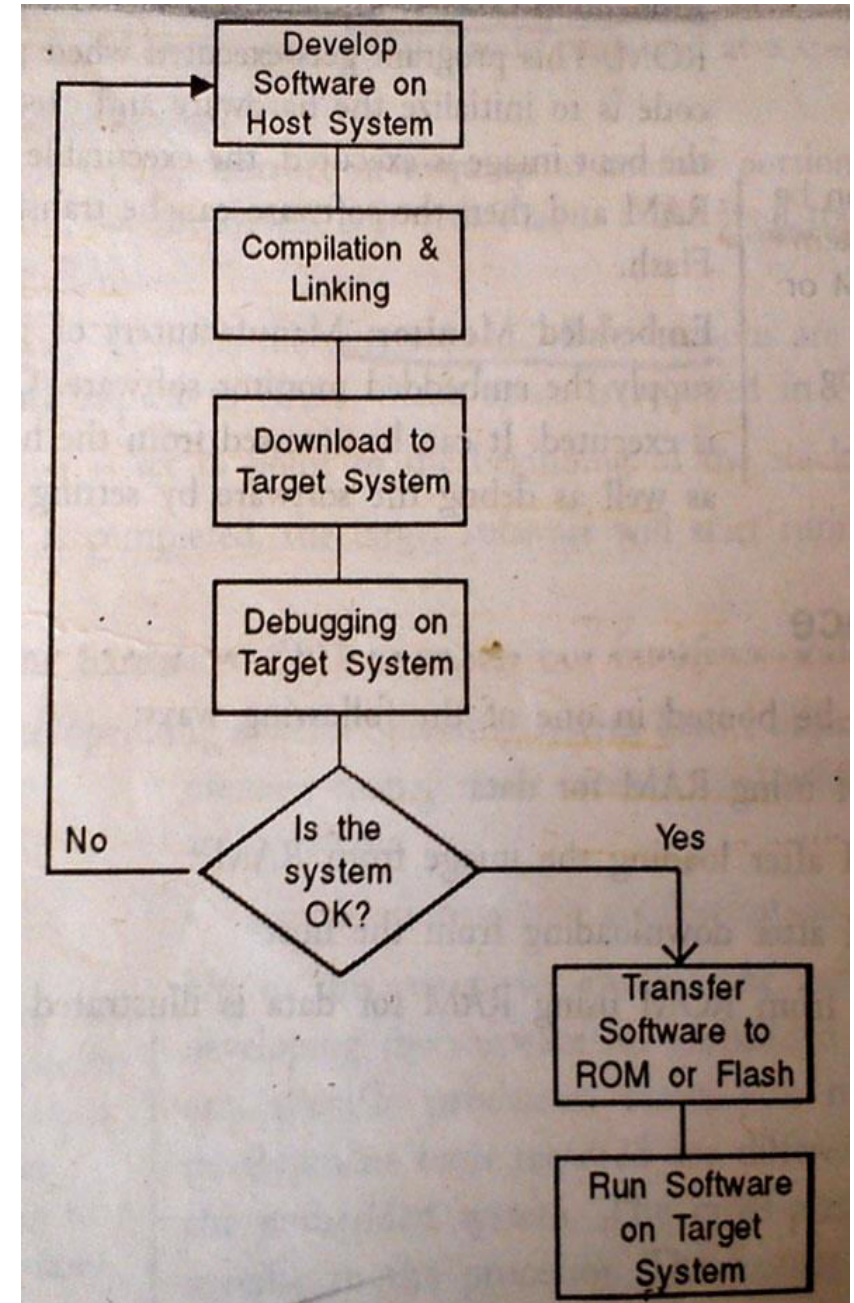 Develop
Software on
Host System
Compilation &
Linking
Download to
Target System
Debugging on
Target System
Is the
system
OK?
No
Yes
Transfer
Software to
ROM or Flash
Run Software
on Target
System